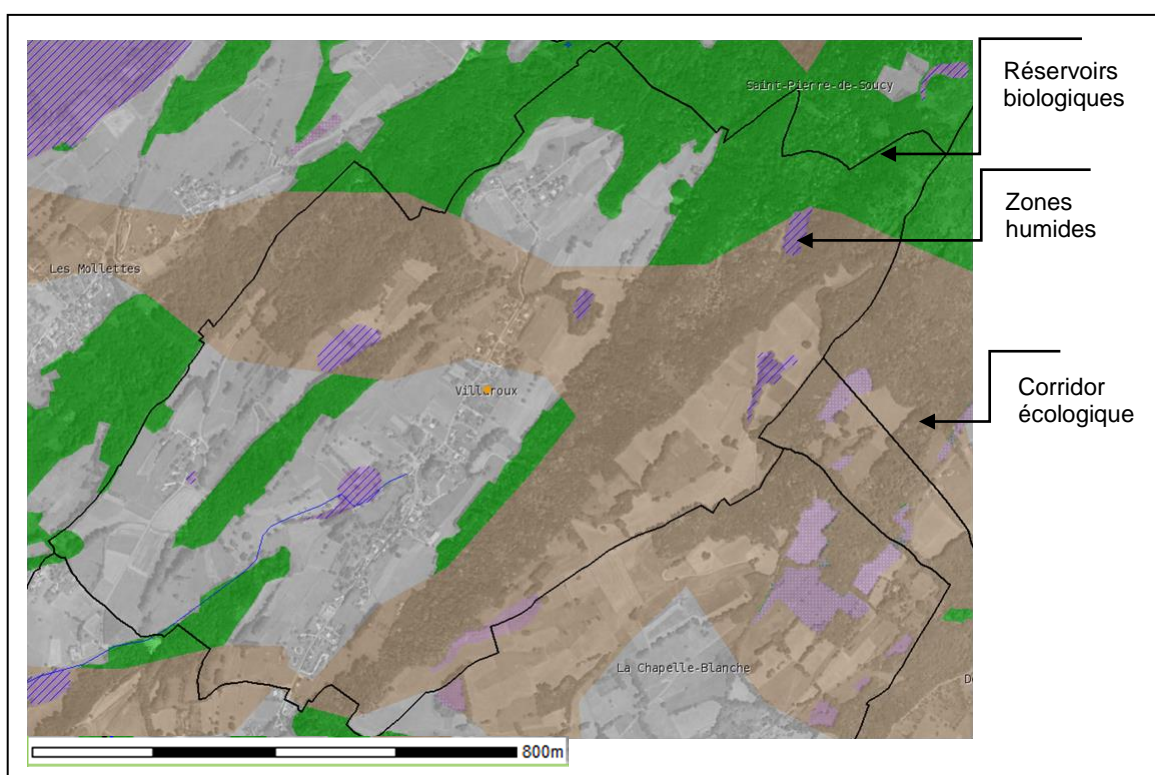 Saint-Pierre-de-Soucy
Réservoirs
biologiques
Zones
humides
Les Mollettes
Villaroux
Corridor
écologique
La Chapelle-Blanche
800m